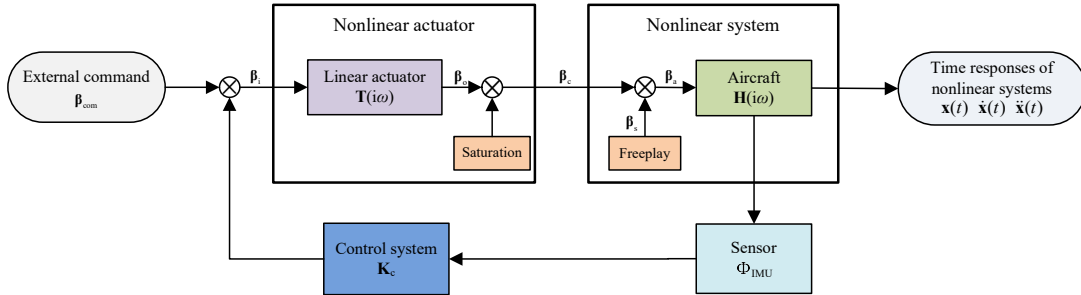 Nonlinear actuator
Nonlinear system
External command
β_com
β_i
Linear actuator
T(iω)
β_o
β_c
β_a
Aircraft
H(iω)
Time responses of
nonlinear systems
x(t) ẋ(t) ẍ(t)
Saturation
β_s
Freeplay
Control system
K_c
Sensor
Φ_IMU